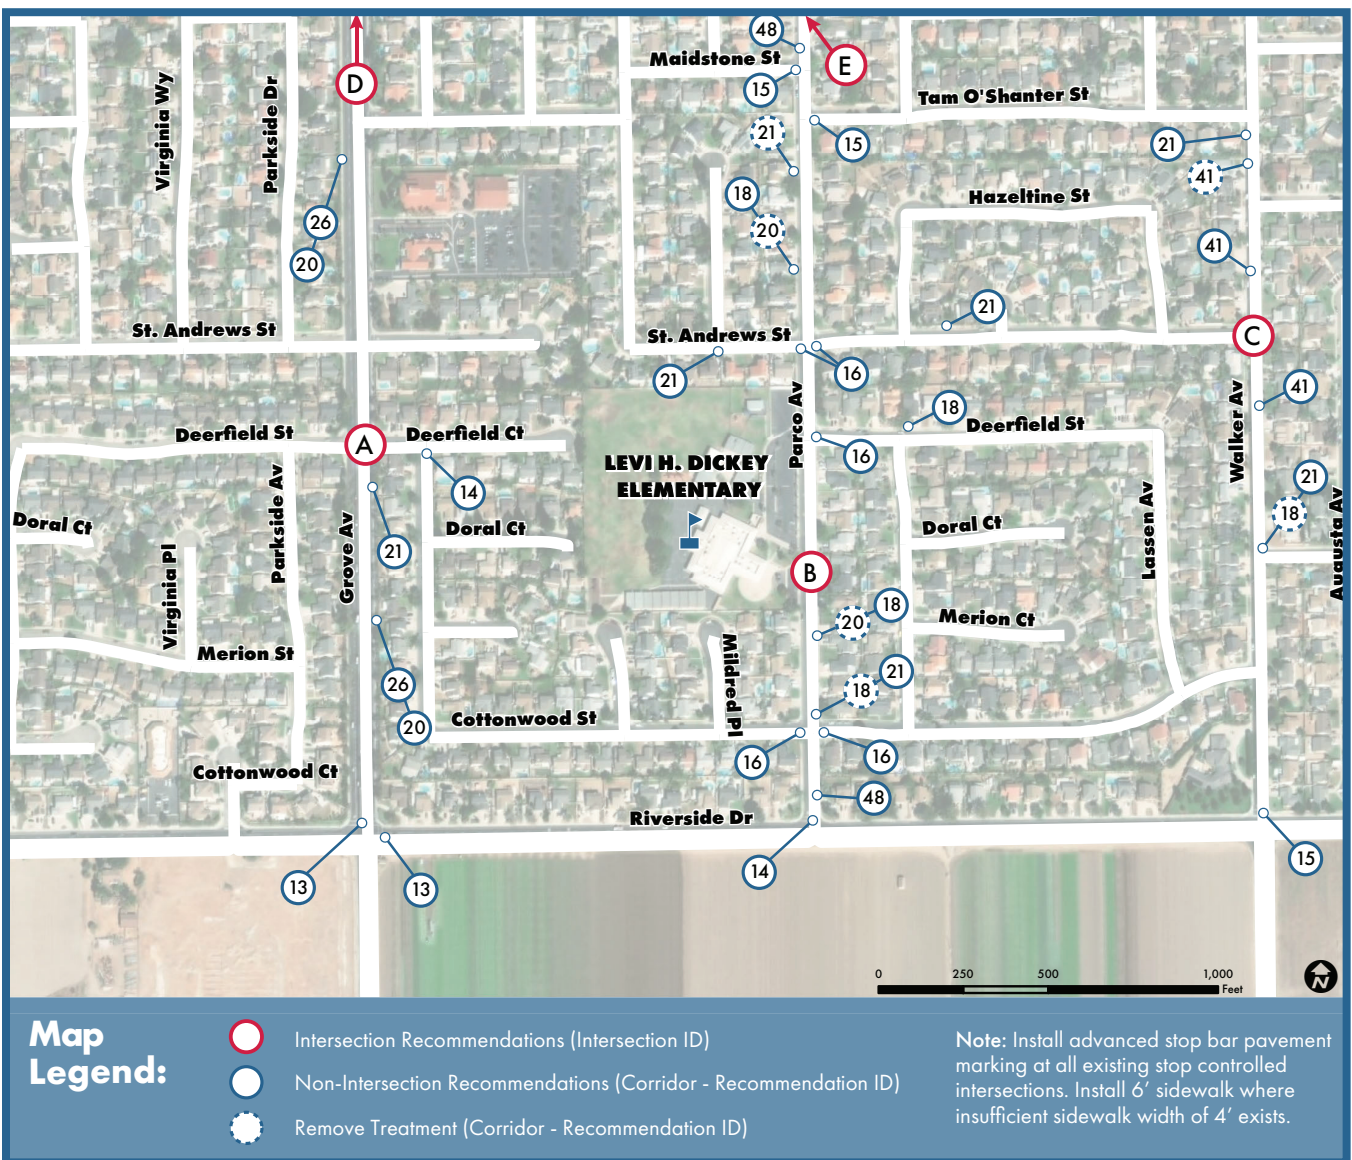 48
E
Maidstone St
D
15
Tam O'Shanter St
Virginia Wy
Parkside Dr
21
15
21
41
18
Hazeltine St
26
20
41
20
21
St. Andrews St
St. Andrews St
C
21
16
41
Parco Av
Walker Av
18
Deerfield St
Deerfield Ct
Deerfield St
A
16
LEVI H. DICKEY
ELEMENTARY
14
21
18
Doral Ct
Parkside Av
Grove Av
Doral Ct
Doral Ct
Lassen Av
Augusta Av
21
Virginia Pl
B
18
20
Merion Ct
Merion St
Mildred Pl
26
21
18
20
Cottonwood St
16
16
Cottonwood Ct
48
Riverside Dr
13
13
14
15
0 250 500 1,000
Feet
N
Map
Legend:
Intersection Recommendations (Intersection ID)
Non-Intersection Recommendations (Corridor - Recommendation ID)
Remove Treatment (Corridor - Recommendation ID)
Note: Install advanced stop bar pavement
marking at all existing stop controlled
intersections. Install 6' sidewalk where
insufficient sidewalk width of 4' exists.